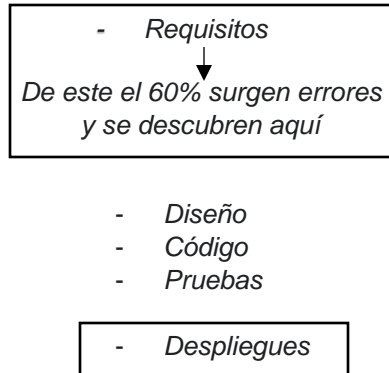 - Requisitos
De este el 60% surgen errores
y se descubren aquí
- Diseño
- Código
- Pruebas
- Despliegues